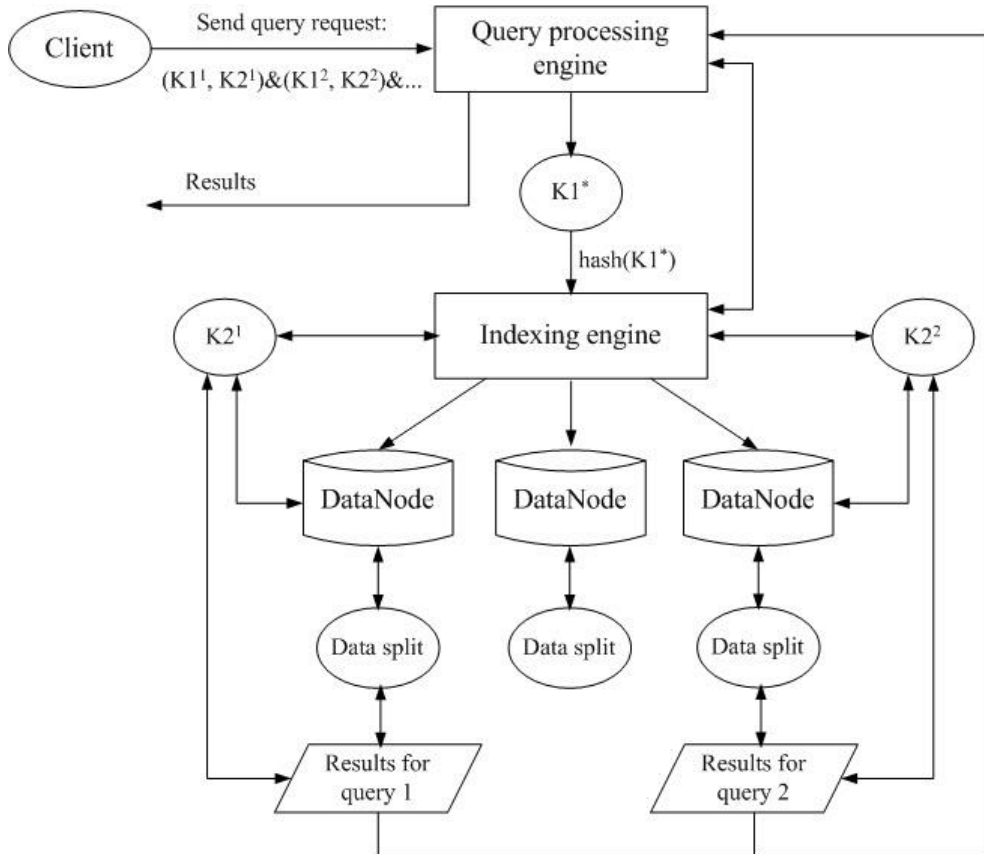 Client
Send query request:
(K1¹, K2¹)&(K1², K2²)&...
Query processing
engine
Results
K1*
hash(K1*)
K2¹
Indexing engine
K2²
DataNode
DataNode
DataNode
Data split
Data split
Data split
Results for
query 1
Results for
query 2